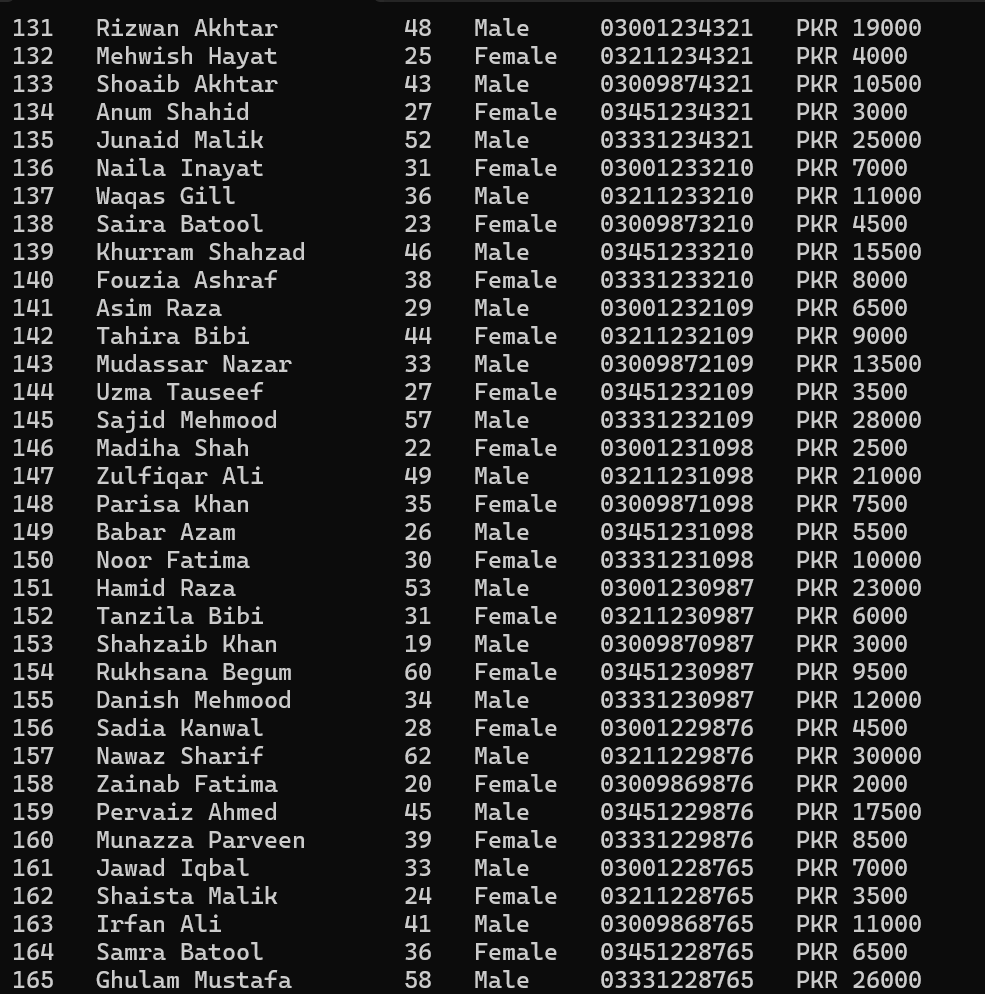 131   Rizwan Akhtar         48   Male     03001234321   PKR 19000
132   Mehwish Hayat         25   Female   03211234321   PKR 4000
133   Shoaib Akhtar         43   Male     03009874321   PKR 10500
134   Anum Shahid           27   Female   03451234321   PKR 3000
135   Junaid Malik          52   Male     03331234321   PKR 25000
136   Naila Inayat          31   Female   03001233210   PKR 7000
137   Waqas Gill            36   Male     03211233210   PKR 11000
138   Saira Batool          23   Female   03009873210   PKR 4500
139   Khurram Shahzad       46   Male     03451233210   PKR 15500
140   Fouzia Ashraf         38   Female   03331233210   PKR 8000
141   Asim Raza             29   Male     03001232109   PKR 6500
142   Tahira Bibi           44   Female   03211232109   PKR 9000
143   Mudassar Nazar        33   Male     03009872109   PKR 13500
144   Uzma Tauseef          27   Female   03451232109   PKR 3500
145   Sajid Mehmood         57   Male     03331232109   PKR 28000
146   Madiha Shah           22   Female   03001231098   PKR 2500
147   Zulfiqar Ali          49   Male     03211231098   PKR 21000
148   Parisa Khan           35   Female   03009871098   PKR 7500
149   Babar Azam            26   Male     03451231098   PKR 5500
150   Noor Fatima           30   Female   03331231098   PKR 10000
151   Hamid Raza            53   Male     03001230987   PKR 23000
152   Tanzila Bibi          31   Female   03211230987   PKR 6000
153   Shahzaib Khan         19   Male     03009870987   PKR 3000
154   Rukhsana Begum        60   Female   03451230987   PKR 9500
155   Danish Mehmood        34   Male     03331230987   PKR 12000
156   Sadia Kanwal          28   Female   03001229876   PKR 4500
157   Nawaz Sharif          62   Male     03211229876   PKR 30000
158   Zainab Fatima         20   Female   03009869876   PKR 2000
159   Pervaiz Ahmed         45   Male     03451229876   PKR 17500
160   Munazza Parveen       39   Female   03331229876   PKR 8500
161   Jawad Iqbal           33   Male     03001228765   PKR 7000
162   Shaista Malik         24   Female   03211228765   PKR 3500
163   Irfan Ali             41   Male     03009868765   PKR 11000
164   Samra Batool          36   Female   03451228765   PKR 6500
165   Ghulam Mustafa        58   Male     03331228765   PKR 26000